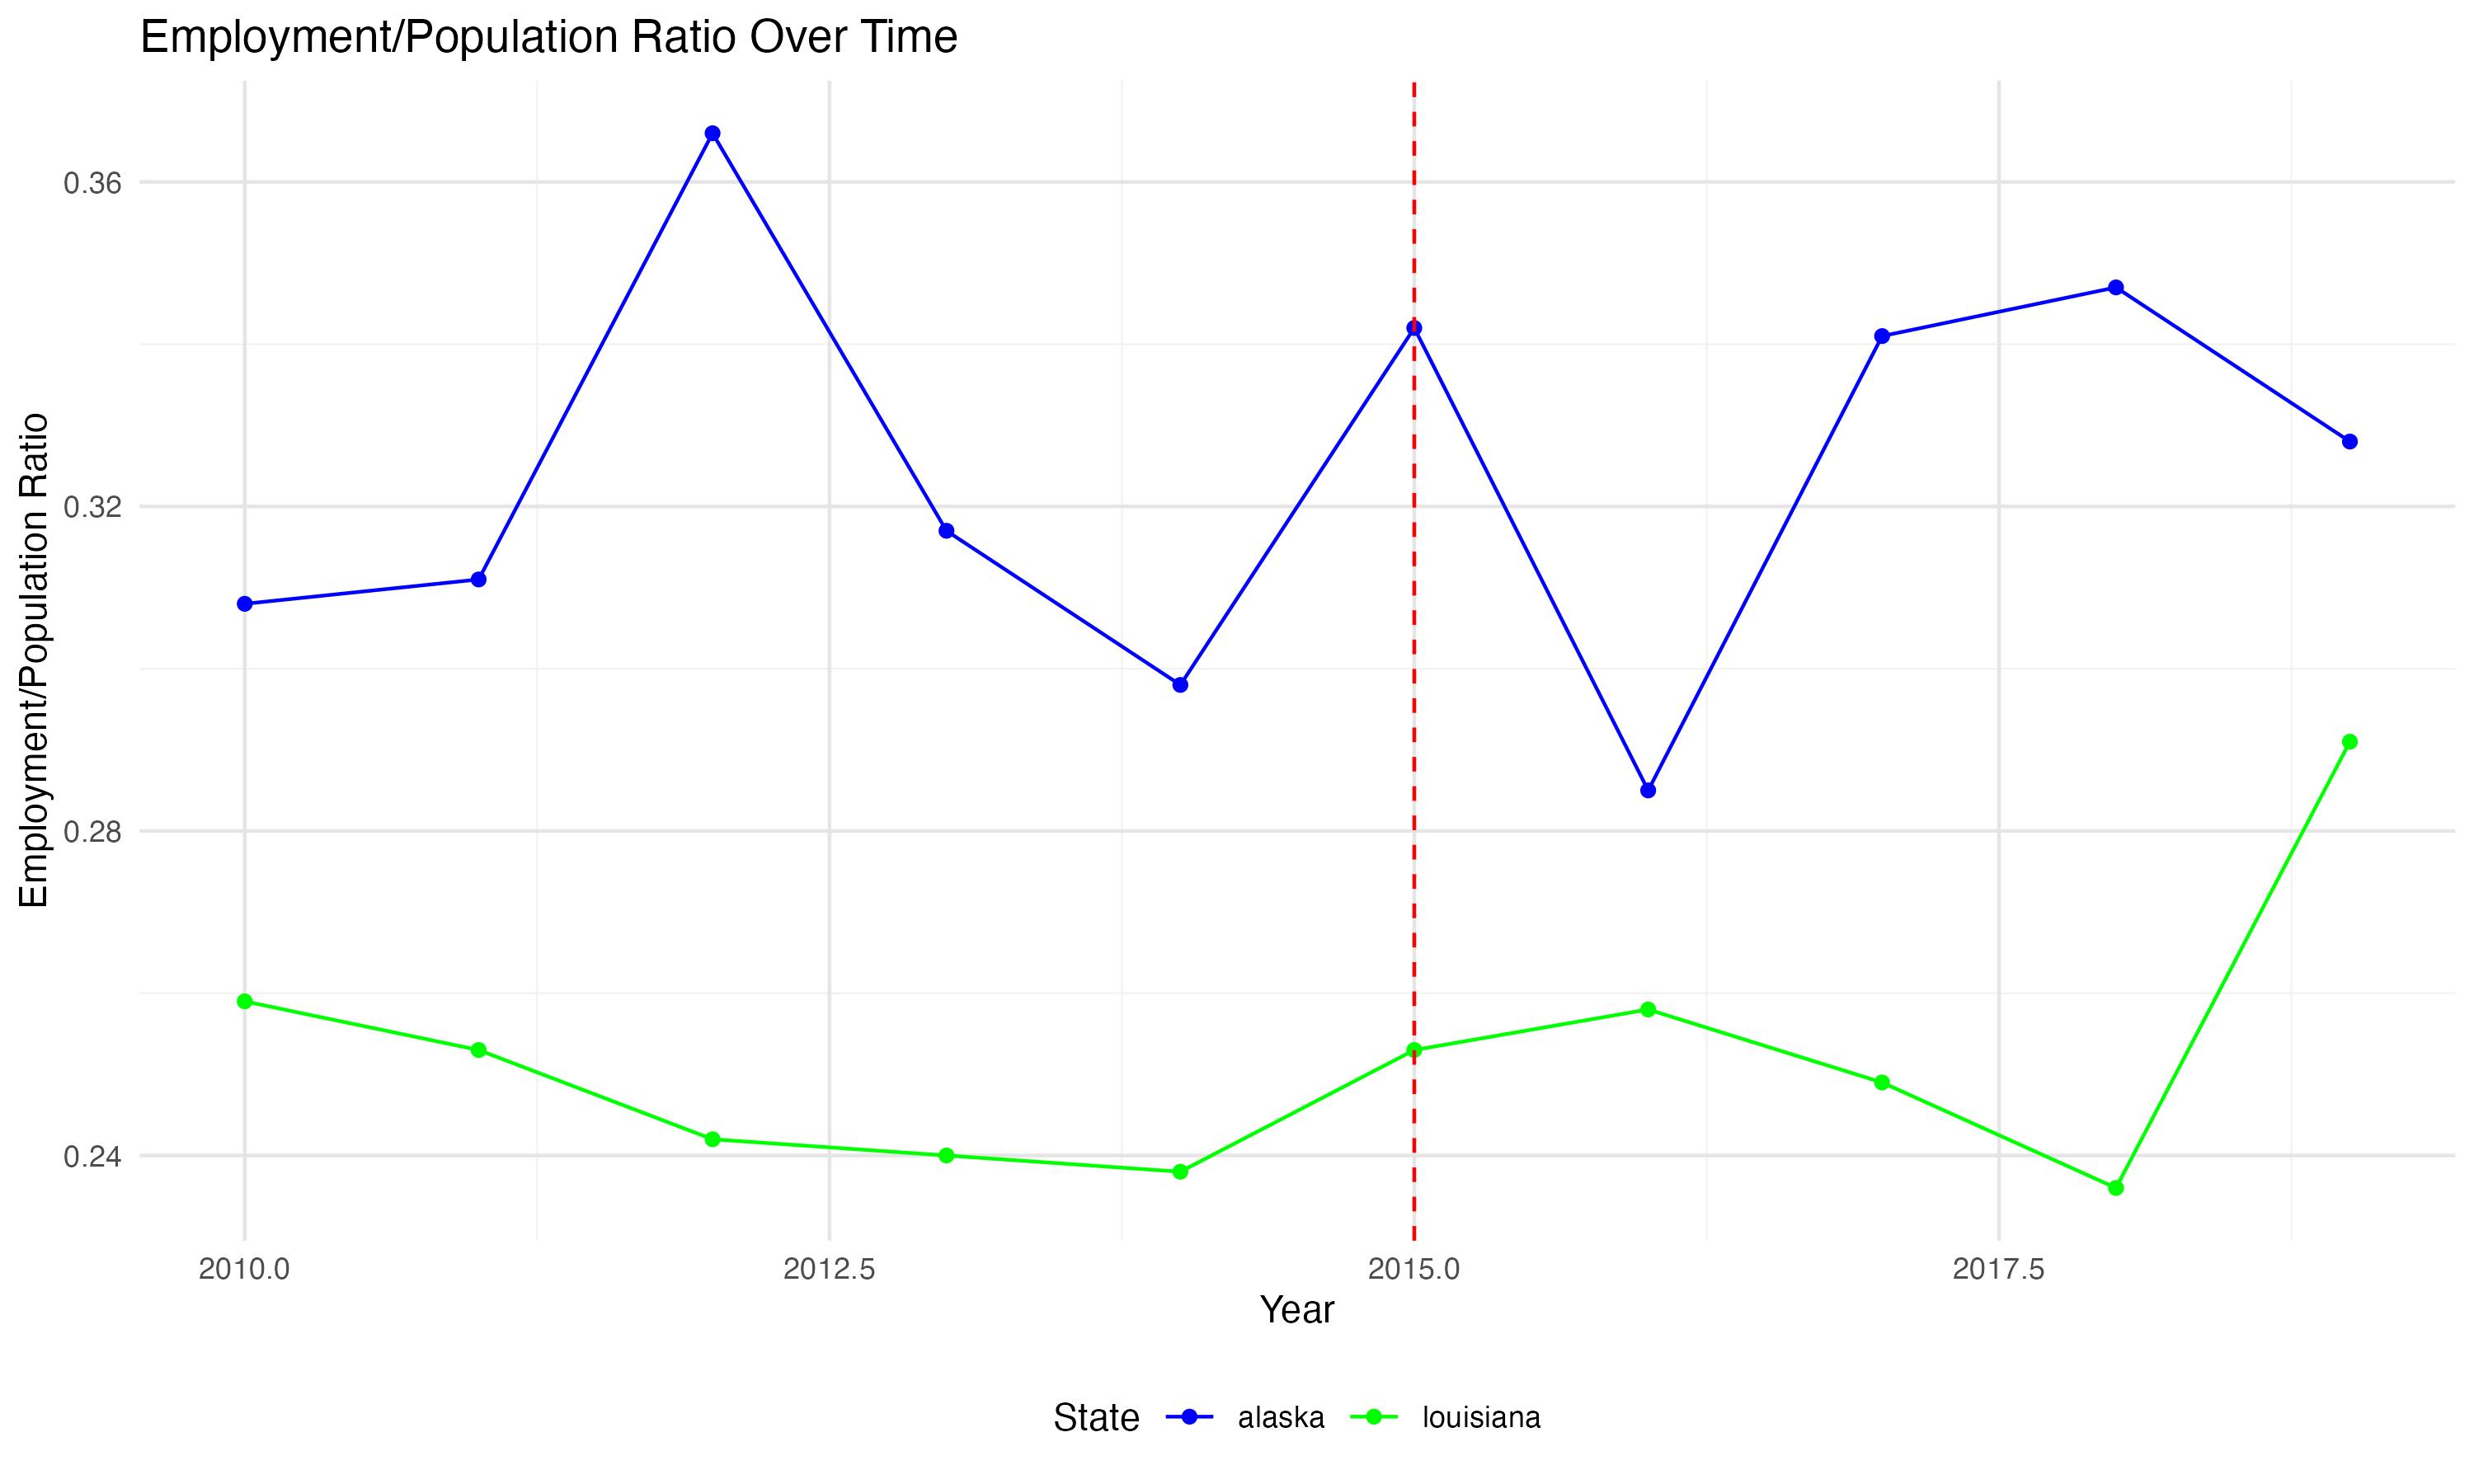 Employment/Population Ratio Over Time
Employment/Population Ratio
0.36
0.32
0.28
0.24
2010.0 2012.5 2015.0 2017.5
Year
State alaska louisiana